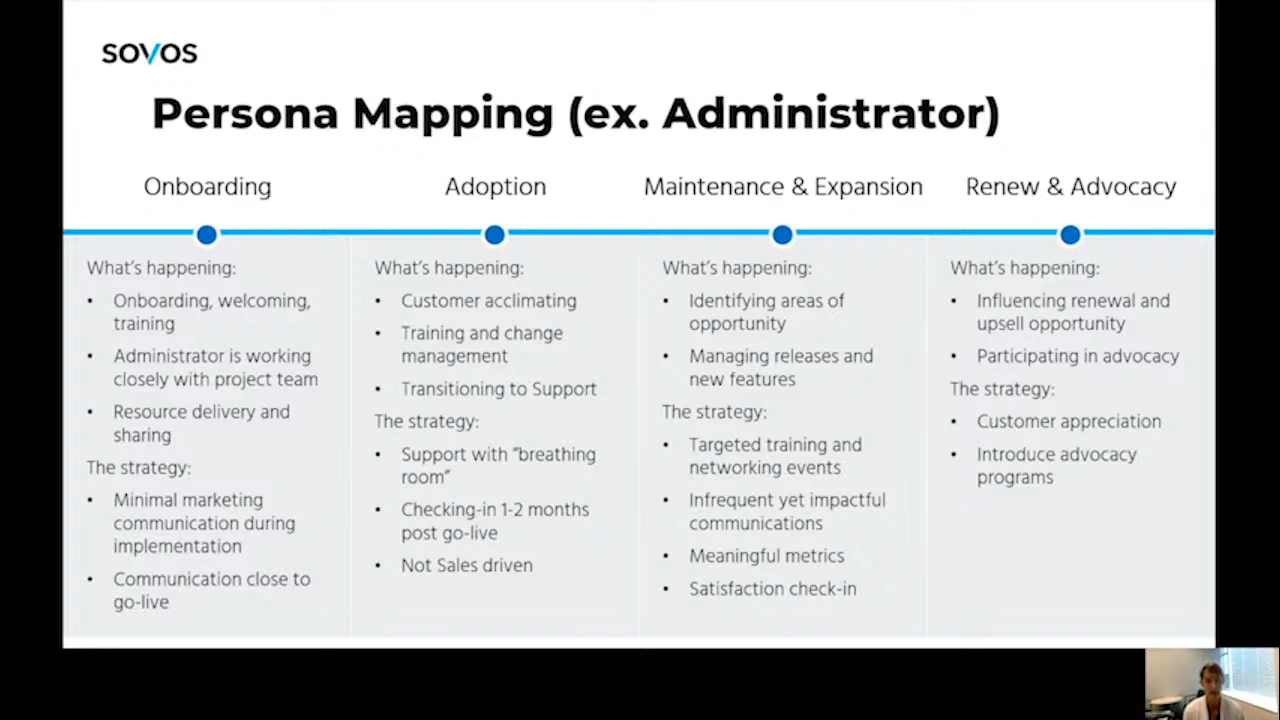 SOVOS
Persona Mapping (ex. Administrator)
Onboarding
Adoption
Maintenance & Expansion
Renew & Advocacy
What's happening:
• Onboarding, welcoming,
training
• Administrator is working
closely with project team
• Resource delivery and
sharing
The strategy:
• Minimal marketing
communication during
implementation
• Communication close to
go-live
What's happening:
• Customer acclimating
• Training and change
management
• Transitioning to Support
The strategy:
• Support with "breathing
room"
• Checking-in 1-2 months
post go-live
• Not Sales driven
What's happening:
• Identifying areas of
opportunity
• Managing releases and
new features
The strategy:
• Targeted training and
networking events
• Infrequent yet impactful
communications
• Meaningful metrics
• Satisfaction check-in
What's happening:
• Influencing renewal and
upsell opportunity
• Participating in advocacy
The strategy:
• Customer appreciation
• Introduce advocacy
programs